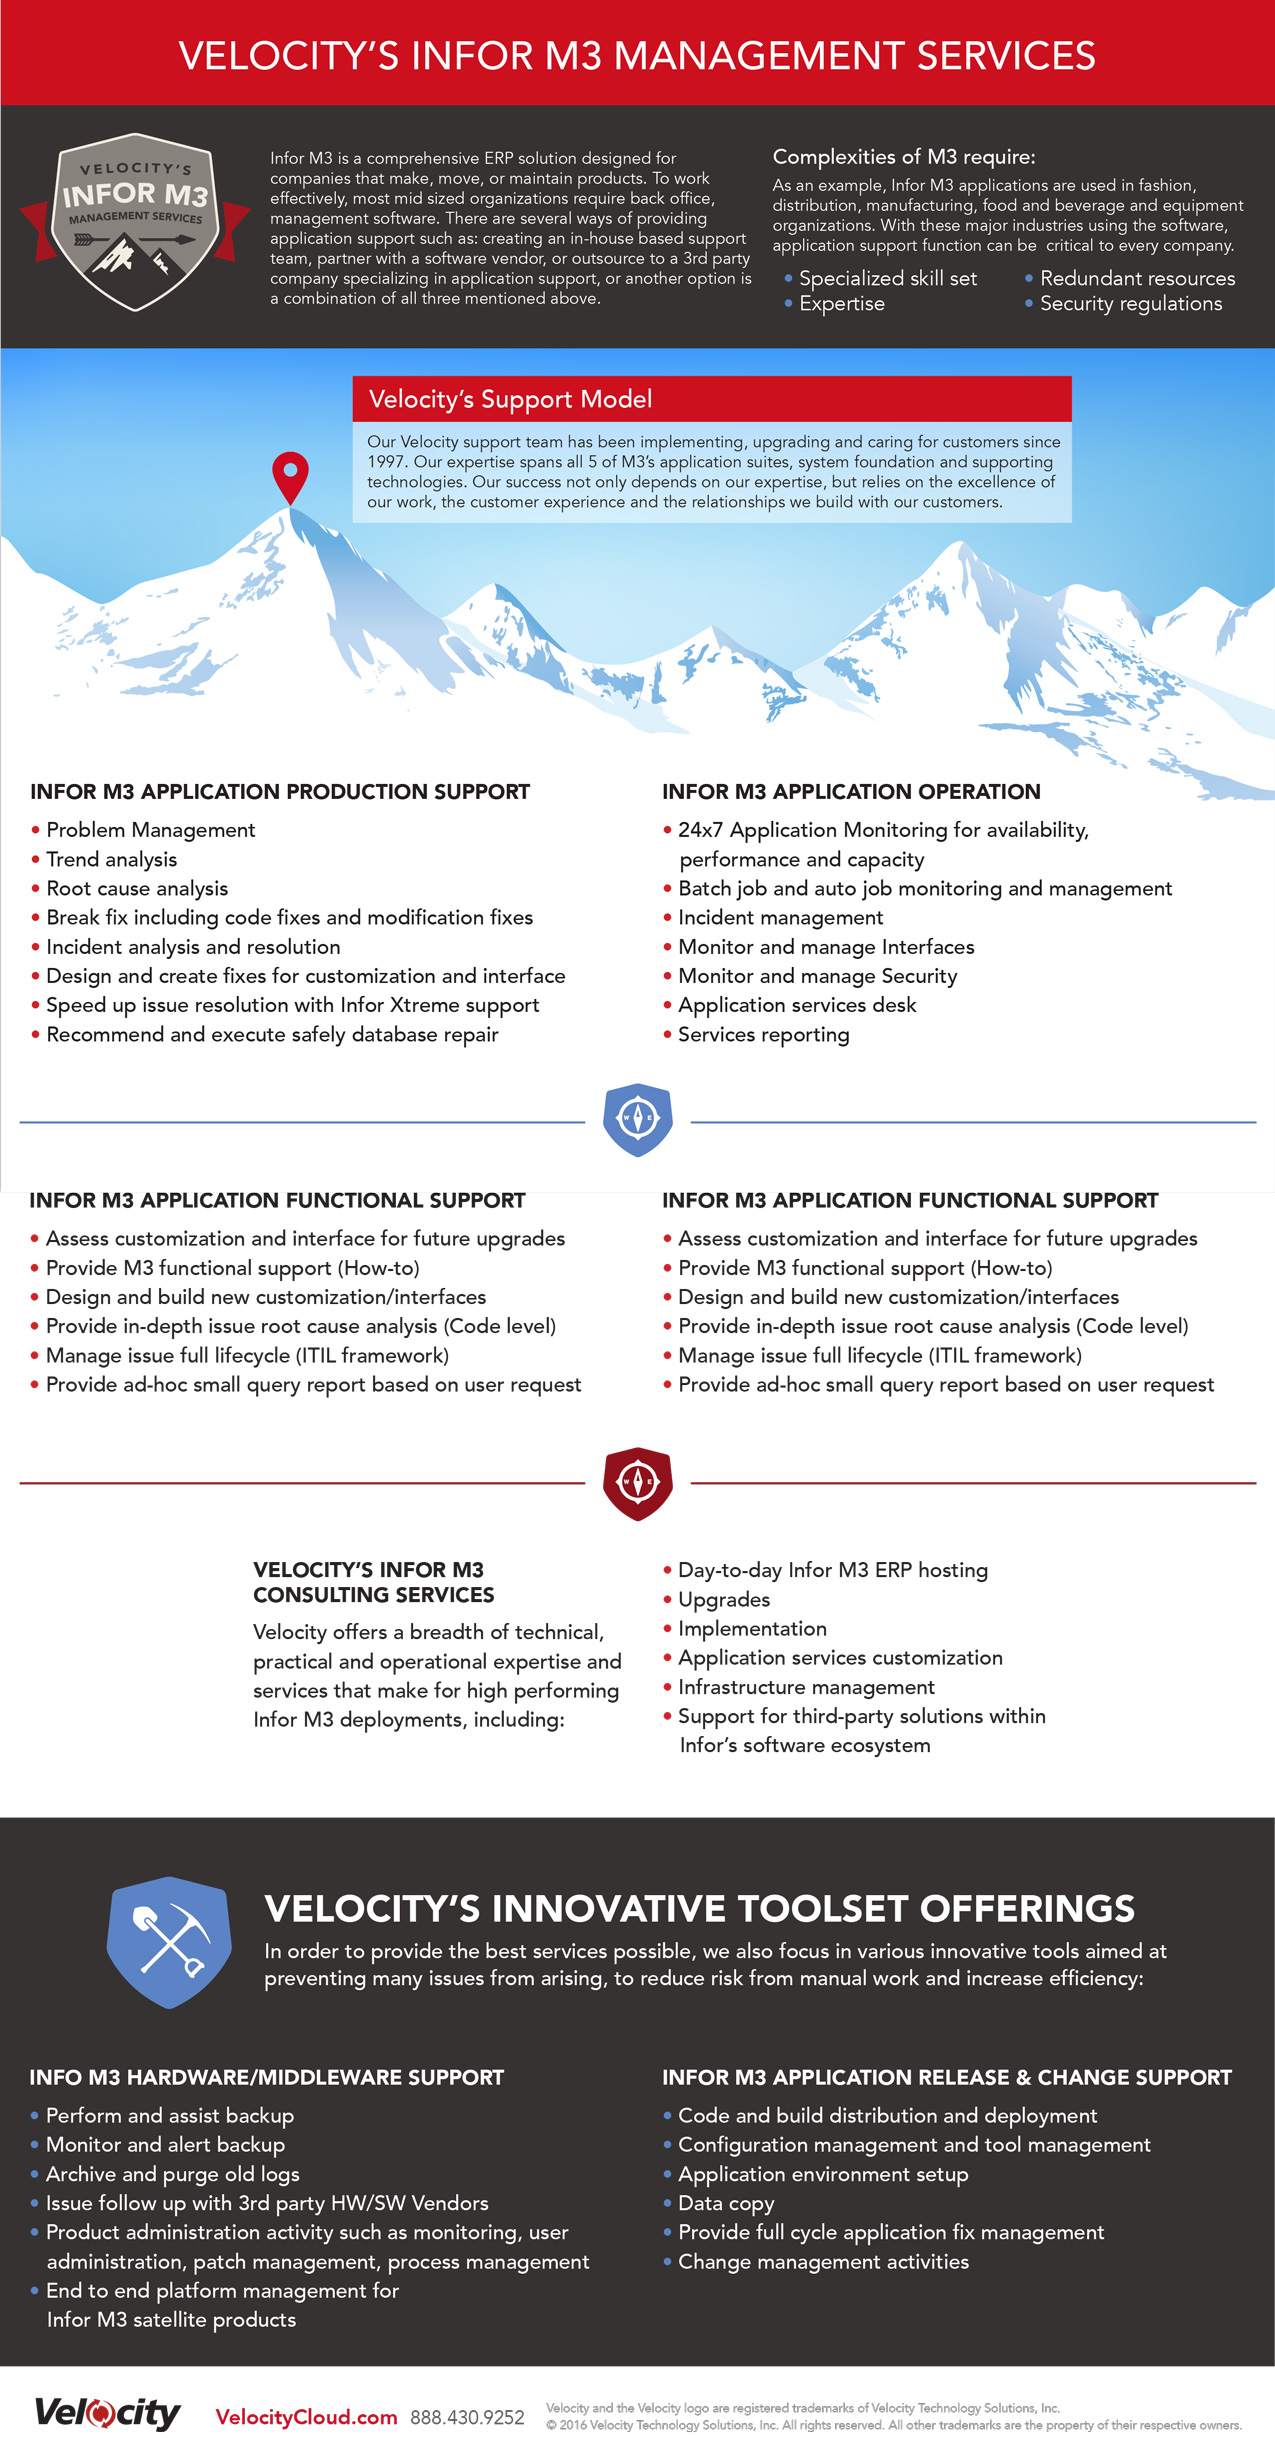 VELOCITY'S INFOR M3 MANAGEMENT SERVICES
VELOCITY'S
INFOR M3
MANAGEMENT SERVICES
Infor M3 is a comprehensive ERP solution designed for
companies that make, move, or maintain products. To work
effectively, most mid sized organizations require back office,
management software. There are several ways of providing
application support such as: creating an in-house based support
team, partner with a software vendor, or outsource to a 3rd party
company specializing in application support, or another option is
a combination of all three mentioned above.
Complexities of M3 require:
As an example, Infor M3 applications are used in fashion,
distribution, manufacturing, food and beverage and equipment
organizations. With these major industries using the software,
application support function can be  critical to every company.
• Specialized skill set
• Expertise
• Redundant resources
• Security regulations
Velocity's Support Model
Our Velocity support team has been implementing, upgrading and caring for customers since
1997. Our expertise spans all 5 of M3's application suites, system foundation and supporting
technologies. Our success not only depends on our expertise, but relies on the excellence of
our work, the customer experience and the relationships we build with our customers.
INFOR M3 APPLICATION PRODUCTION SUPPORT
• Problem Management
• Trend analysis
• Root cause analysis
• Break fix including code fixes and modification fixes
• Incident analysis and resolution
• Design and create fixes for customization and interface
• Speed up issue resolution with Infor Xtreme support
• Recommend and execute safely database repair
INFOR M3 APPLICATION OPERATION
• 24x7 Application Monitoring for availability,
performance and capacity
• Batch job and auto job monitoring and management
• Incident management
• Monitor and manage Interfaces
• Monitor and manage Security
• Application services desk
• Services reporting
W E
INFOR M3 APPLICATION FUNCTIONAL SUPPORT
• Assess customization and interface for future upgrades
• Provide M3 functional support (How-to)
• Design and build new customization/interfaces
• Provide in-depth issue root cause analysis (Code level)
• Manage issue full lifecycle (ITIL framework)
• Provide ad-hoc small query report based on user request
INFOR M3 APPLICATION FUNCTIONAL SUPPORT
• Assess customization and interface for future upgrades
• Provide M3 functional support (How-to)
• Design and build new customization/interfaces
• Provide in-depth issue root cause analysis (Code level)
• Manage issue full lifecycle (ITIL framework)
• Provide ad-hoc small query report based on user request
W E
VELOCITY'S INFOR M3
CONSULTING SERVICES
Velocity offers a breadth of technical,
practical and operational expertise and
services that make for high performing
Infor M3 deployments, including:
• Day-to-day Infor M3 ERP hosting
• Upgrades
• Implementation
• Application services customization
• Infrastructure management
• Support for third-party solutions within
Infor's software ecosystem
VELOCITY'S INNOVATIVE TOOLSET OFFERINGS
In order to provide the best services possible, we also focus in various innovative tools aimed at
preventing many issues from arising, to reduce risk from manual work and increase efficiency:
INFO M3 HARDWARE/MIDDLEWARE SUPPORT
• Perform and assist backup
• Monitor and alert backup
• Archive and purge old logs
• Issue follow up with 3rd party HW/SW Vendors
• Product administration activity such as monitoring, user
administration, patch management, process management
• End to end platform management for
Infor M3 satellite products
INFOR M3 APPLICATION RELEASE & CHANGE SUPPORT
• Code and build distribution and deployment
• Configuration management and tool management
• Application environment setup
• Data copy
• Provide full cycle application fix management
• Change management activities
Velocity
VelocityCloud.com 888.430.9252
Velocity and the Velocity logo are registered trademarks of Velocity Technology Solutions, Inc.
© 2016 Velocity Technology Solutions, Inc. All rights reserved. All other trademarks are the property of their respective owners.